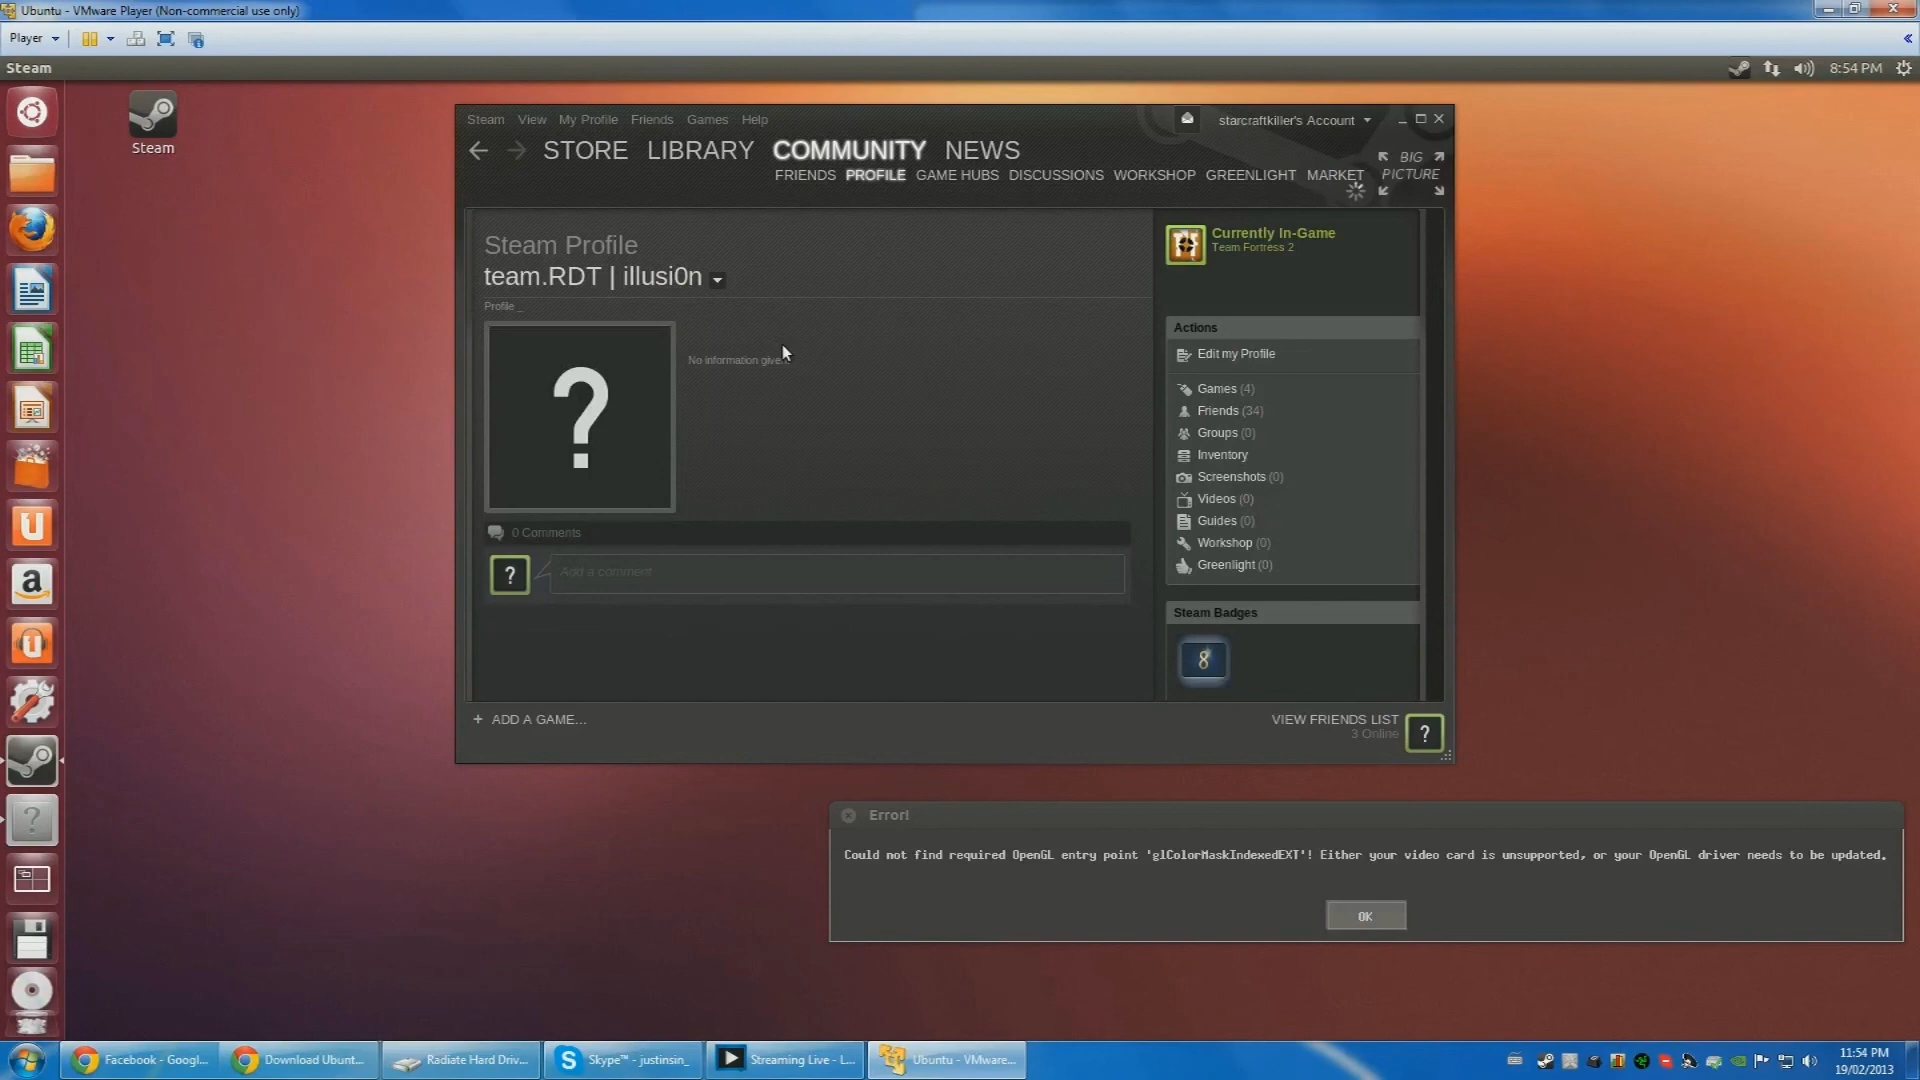 Ubuntu - VMware Player (Non-commercial use only)
Player
Steam
8:54 PM
Steam
Steam View My Profile Friends Games Help
starcraftkiller's Account
STORE LIBRARY COMMUNITY NEWS
FRIENDS PROFILE GAME HUBS DISCUSSIONS WORKSHOP GREENLIGHT MARKET
BIG
PICTURE
Steam Profile
team.RDT | illusi0n
Profile _
?
No information
0 Comments
?
Add a comment
Currently In-Game
Team Fortress 2
Actions
Edit my Profile
Games (4)
Friends (34)
Groups (0)
Inventory
Screenshots (0)
Videos (0)
Guides (0)
Workshop (0)
Greenlight (0)
Steam Badges
8
+ ADD A GAME...
VIEW FRIENDS LIST
3 Online
?
Error!
Could not find required OpenGL entry point 'glColorMaskIndexedEXT'! Either your video card is unsupported, or your OpenGL driver needs to be updated.
OK
Facebook - Googl...
Download Ubunt...
Radiate Hard Driv...
Skype™ - justinsin_
Streaming Live - L...
Ubuntu - VMware...
11:54 PM
19/02/2013